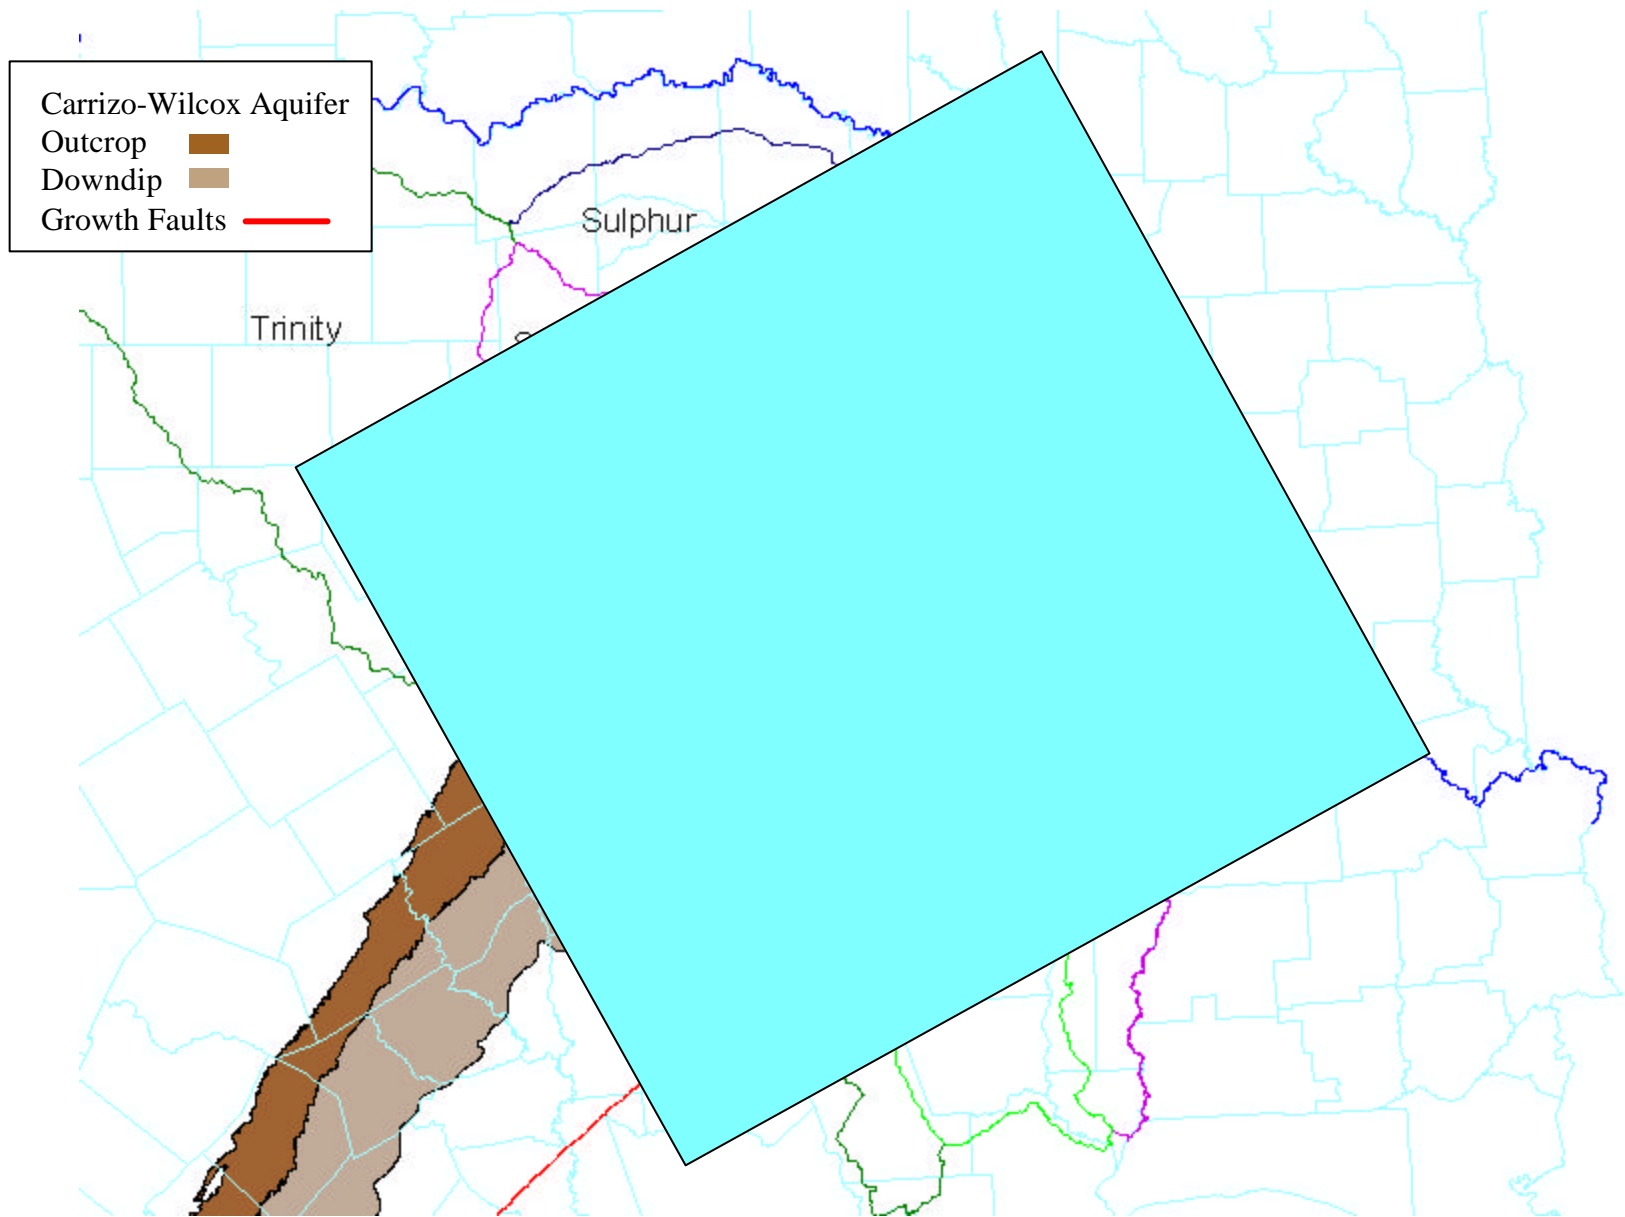 Carrizo-Wilcox Aquifer
Outcrop
Downdip
Growth Faults
Sulphur
Trinity